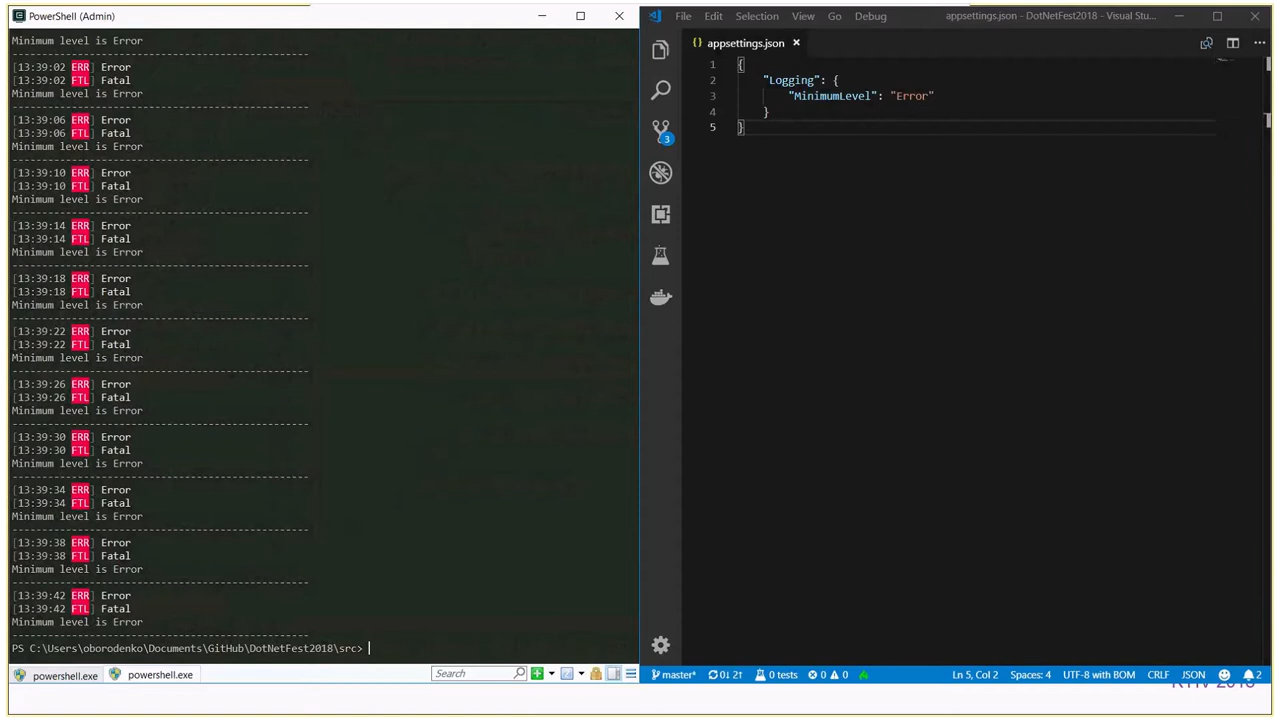 PowerShell (Admin)
Minimum level is Error
--------------------------------------------------------------
[13:39:02 ERR] Error
[13:39:02 FTL] Fatal
Minimum level is Error
--------------------------------------------------------------
[13:39:06 ERR] Error
[13:39:06 FTL] Fatal
Minimum level is Error
--------------------------------------------------------------
[13:39:10 ERR] Error
[13:39:10 FTL] Fatal
Minimum level is Error
--------------------------------------------------------------
[13:39:14 ERR] Error
[13:39:14 FTL] Fatal
Minimum level is Error
--------------------------------------------------------------
[13:39:18 ERR] Error
[13:39:18 FTL] Fatal
Minimum level is Error
--------------------------------------------------------------
[13:39:22 ERR] Error
[13:39:22 FTL] Fatal
Minimum level is Error
--------------------------------------------------------------
[13:39:26 ERR] Error
[13:39:26 FTL] Fatal
Minimum level is Error
--------------------------------------------------------------
[13:39:30 ERR] Error
[13:39:30 FTL] Fatal
Minimum level is Error
--------------------------------------------------------------
[13:39:34 ERR] Error
[13:39:34 FTL] Fatal
Minimum level is Error
--------------------------------------------------------------
[13:39:38 ERR] Error
[13:39:38 FTL] Fatal
Minimum level is Error
--------------------------------------------------------------
[13:39:42 ERR] Error
[13:39:42 FTL] Fatal
Minimum level is Error
--------------------------------------------------------------
PS C:\Users\oborodenko\Documents\GitHub\DotNetFest2018\src>
powershell.exe powershell.exe Search
File Edit Selection View Go Debug appsettings.json - DotNetFest2018 - Visual Stu...
{} appsettings.json ×
1 {
2 "Logging": {
3 "MinimumLevel": "Error"
4 }
5 }
3
master* 0↓ 2↑ 0 tests 0 0 Ln 5, Col 2 Spaces: 4 UTF-8 with BOM CRLF JSON 2